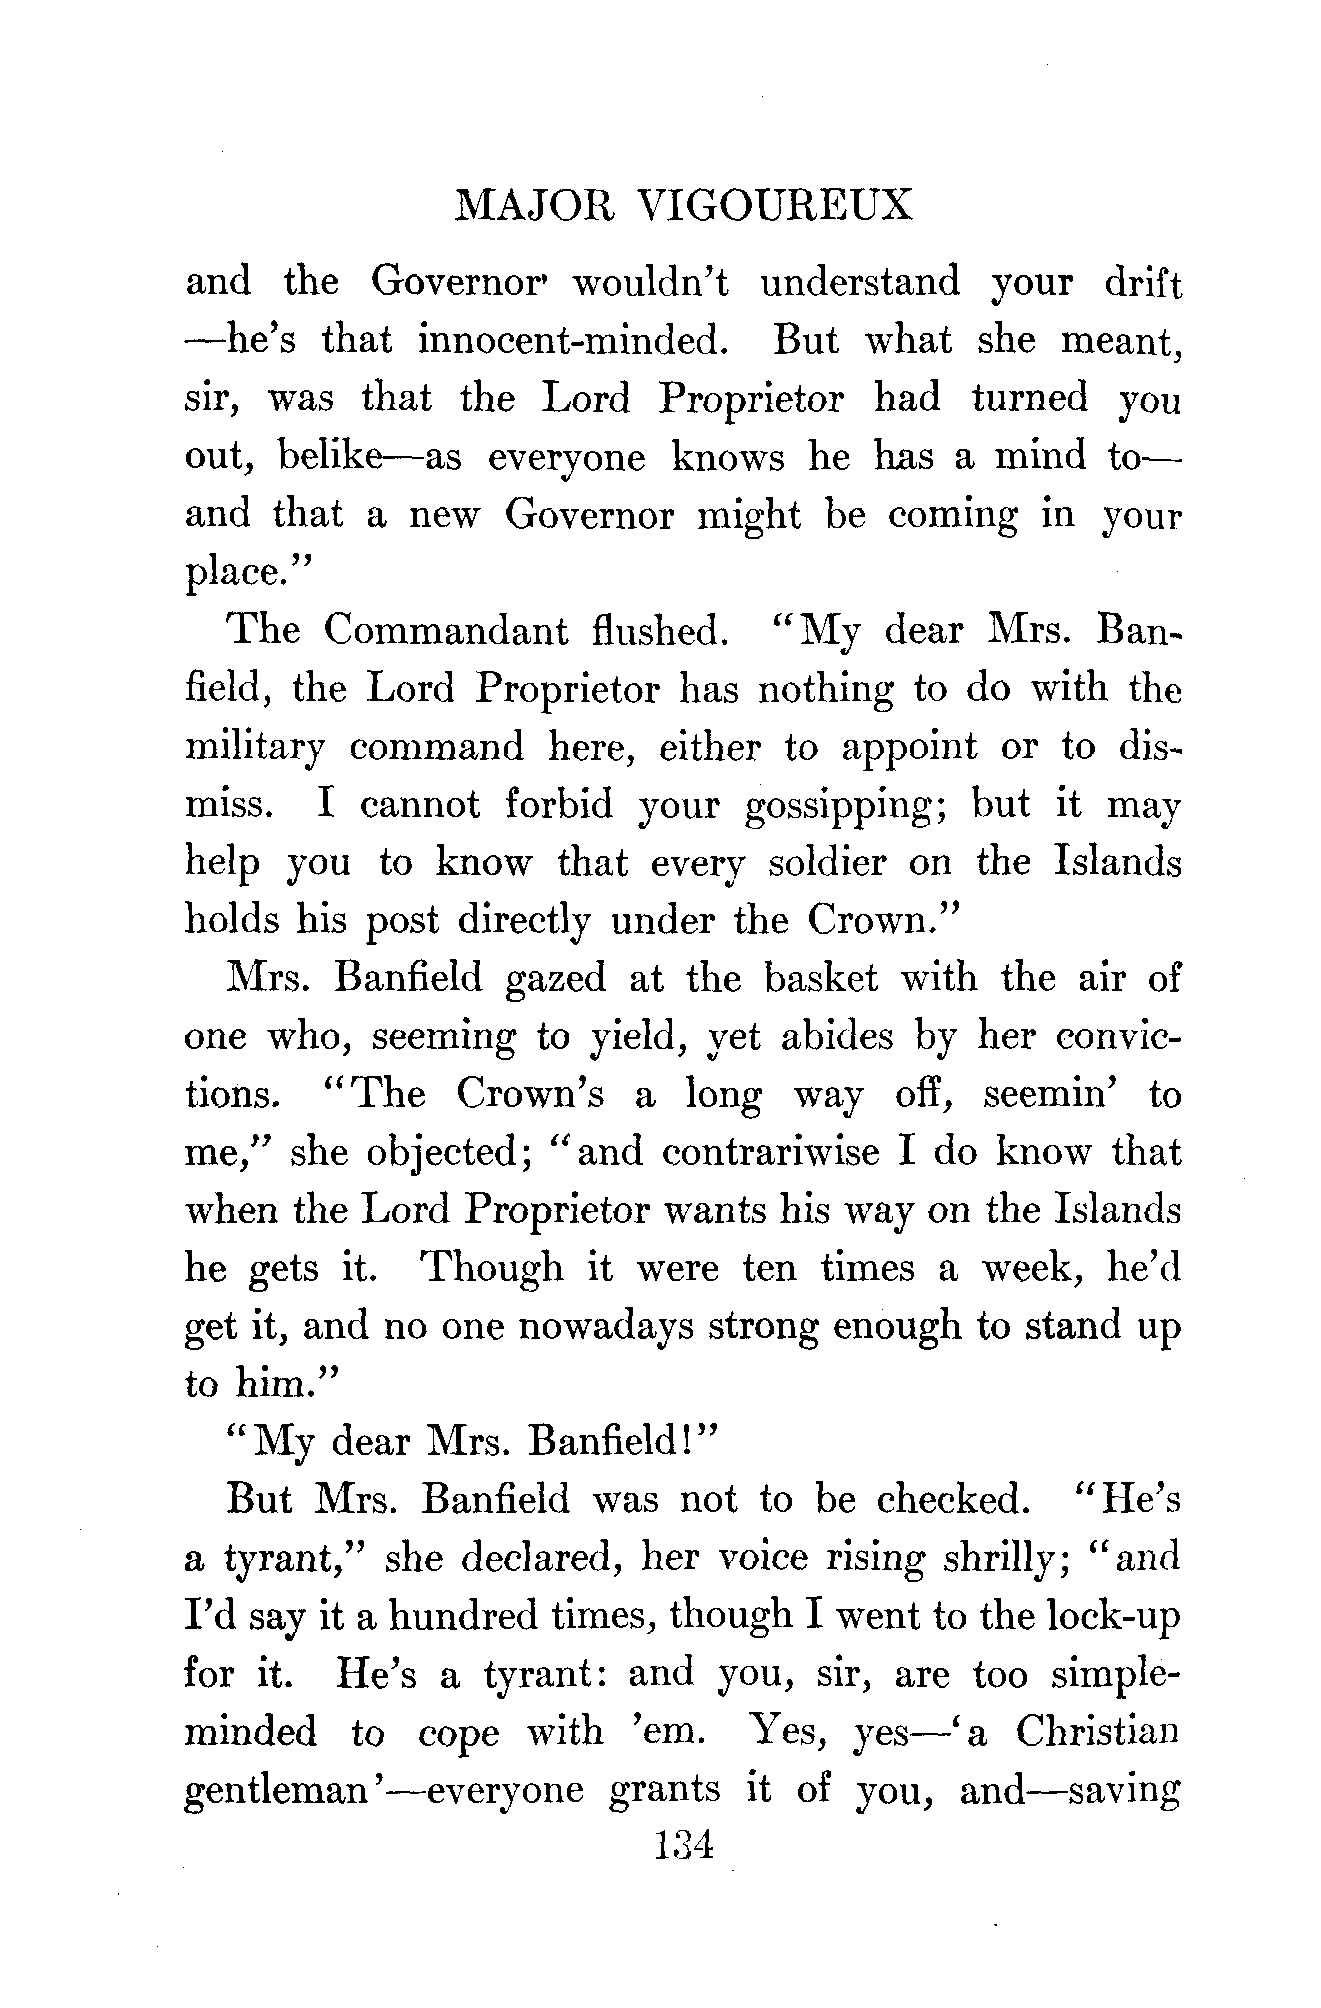 MAJOR VIGOUREUX
and the Governor wouldn't understand your drift
—he's that innocent-minded. But what she meant,
sir, was that the Lord Proprietor had turned you
out, belike—as everyone knows he has a mind to—
and that a new Governor might be coming in your
place."
The Commandant flushed. "My dear Mrs. Ban-
field, the Lord Proprietor has nothing to do with the
military command here, either to appoint or to dis-
miss. I cannot forbid your gossipping; but it may
help you to know that every soldier on the Islands
holds his post directly under the Crown."
Mrs. Banfield gazed at the basket with the air of
one who, seeming to yield, yet abides by her convic-
tions. "The Crown's a long way off, seemin' to
me," she objected; "and contrariwise I do know that
when the Lord Proprietor wants his way on the Islands
he gets it. Though it were ten times a week, he'd
get it, and no one nowadays strong enough to stand up
to him."
"My dear Mrs. Banfield!"
But Mrs. Banfield was not to be checked. "He's
a tyrant," she declared, her voice rising shrilly; "and
I'd say it a hundred times, though I went to the lock-up
for it. He's a tyrant: and you, sir, are too simple-
minded to cope with 'em. Yes, yes—'a Christian
gentleman'—everyone grants it of you, and—saving
134